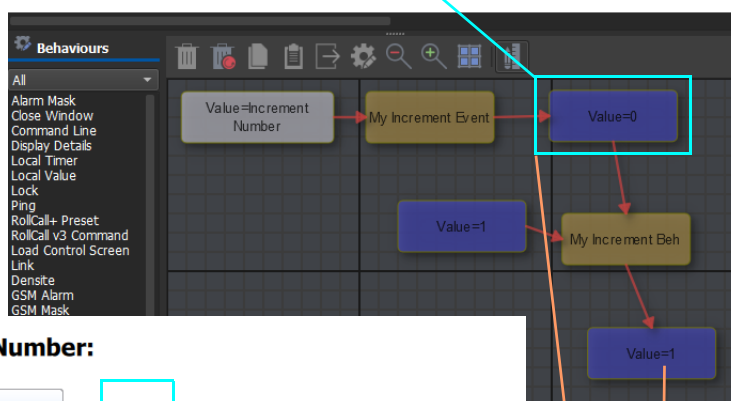 Behaviours
All
Alarm Mask
Close Window
Command Line
Display Details
Local Timer
Local Value
Lock
Ping
RollCall+ Preset
RollCall v3 Command
Load Control Screen
Link
Densite
GSM Alarm
GSM Mask
Value=Increment
Number
My Increment Event
Value=0
Value=1
My Increment Beh
Value=1
Number: